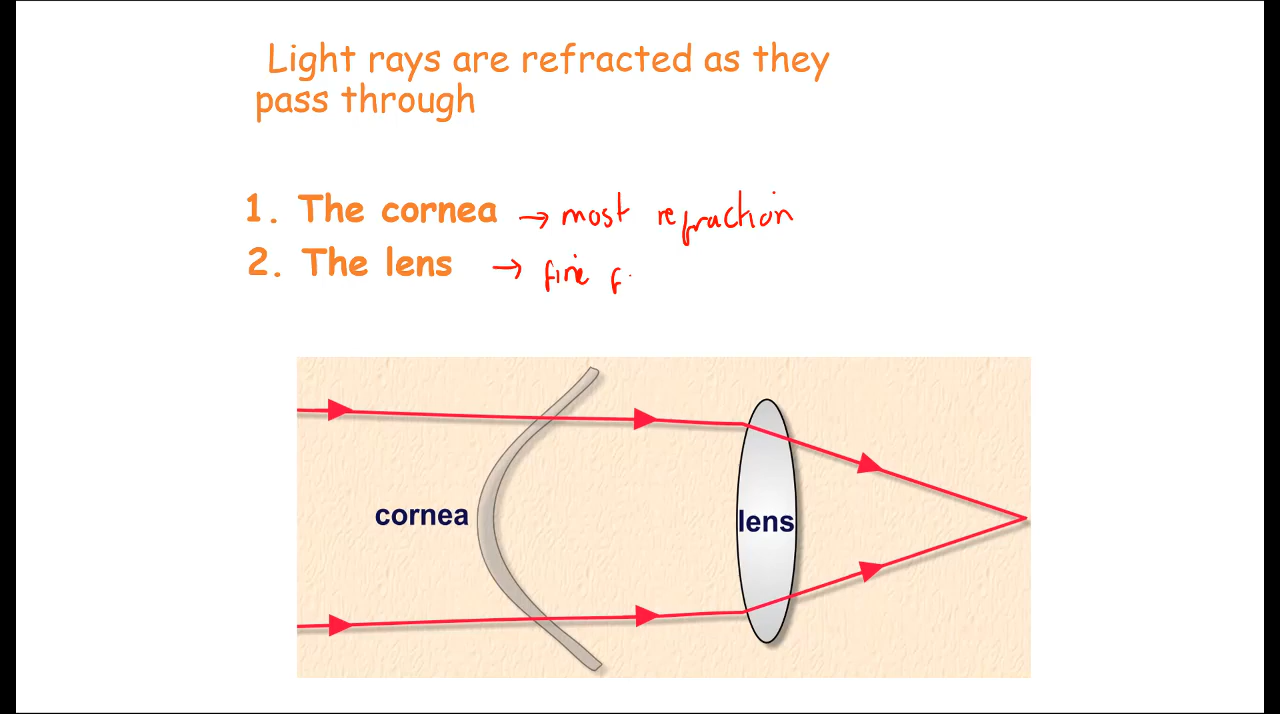 Light rays are refracted as they
pass through
1. The cornea → most refraction
2. The lens → fine f
cornea
lens